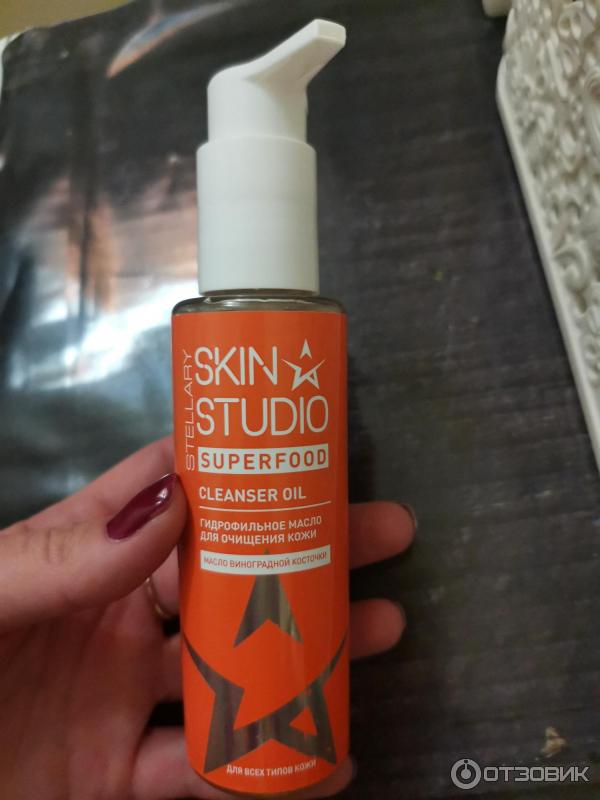 STELLARY
SKIN
STUDIO
SUPERFOOD
CLEANSER OIL
ГИДРОФИЛЬНОЕ МАСЛО
ДЛЯ ОЧИЩЕНИЯ КОЖИ
МАСЛО ВИНОГРАДНОЙ КОСТОЧКИ
ДЛЯ ВСЕХ ТИПОВ КОЖИ
ОТЗОВИК